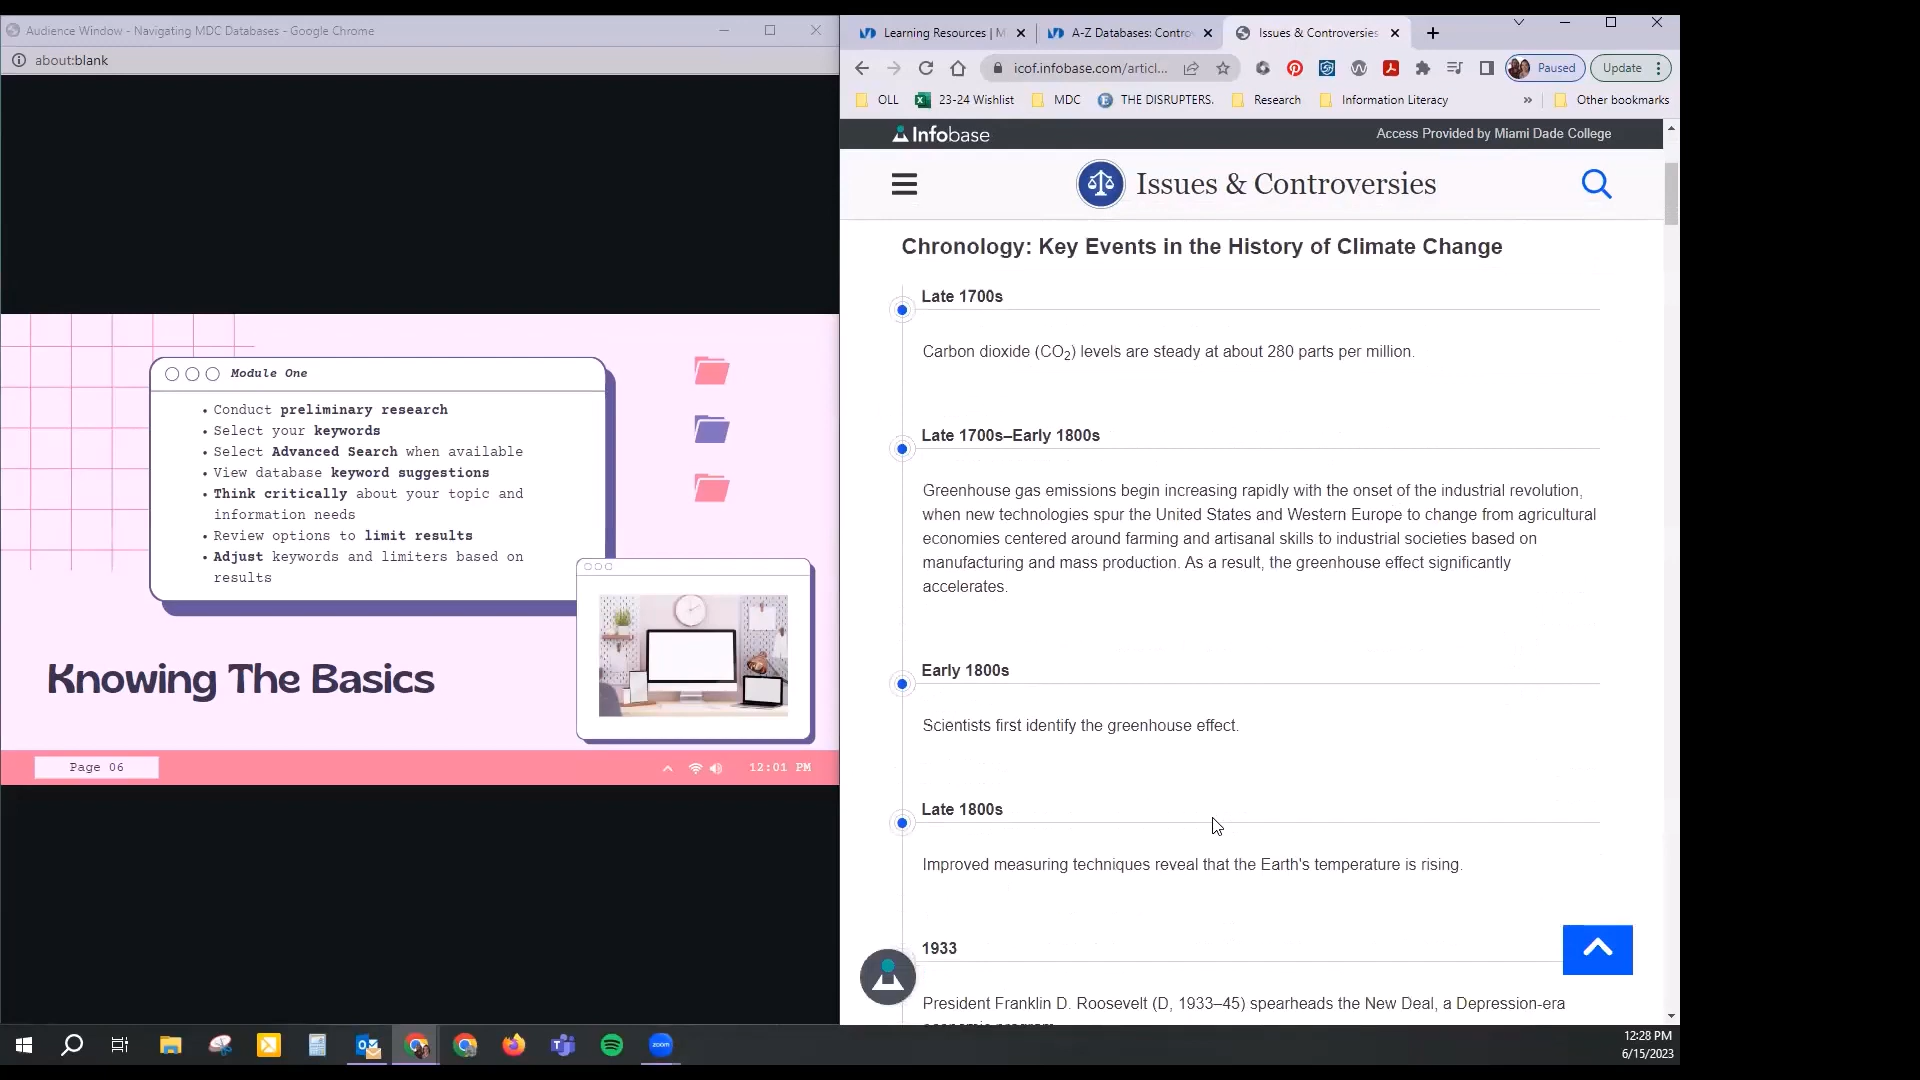 Audience Window - Navigating MDC Databases - Google Chrome
about:blank
Module One
• Conduct preliminary research
• Select your keywords
• Select Advanced Search when available
• View database keyword suggestions
• Think critically about your topic and
information needs
• Review options to limit results
• Adjust keywords and limiters based on
results
Knowing The Basics
Page 06
12:01 PM
Learning Resources | M
A-Z Databases: Contro
Issues & Controversies
icof.infobase.com/articl...
Paused
Update
OLL
23-24 Wishlist
MDC
THE DISRUPTERS.
Research
Information Literacy
»
Other bookmarks
Infobase
Access Provided by Miami Dade College
Issues & Controversies
Chronology: Key Events in the History of Climate Change
Late 1700s
Carbon dioxide (CO2) levels are steady at about 280 parts per million.
Late 1700s–Early 1800s
Greenhouse gas emissions begin increasing rapidly with the onset of the industrial revolution,
when new technologies spur the United States and Western Europe to change from agricultural
economies centered around farming and artisanal skills to industrial societies based on
manufacturing and mass production. As a result, the greenhouse effect significantly
accelerates.
Early 1800s
Scientists first identify the greenhouse effect.
Late 1800s
Improved measuring techniques reveal that the Earth's temperature is rising.
1933
President Franklin D. Roosevelt (D, 1933–45) spearheads the New Deal, a Depression-era
economic program
zoom
12:28 PM
6/15/2023